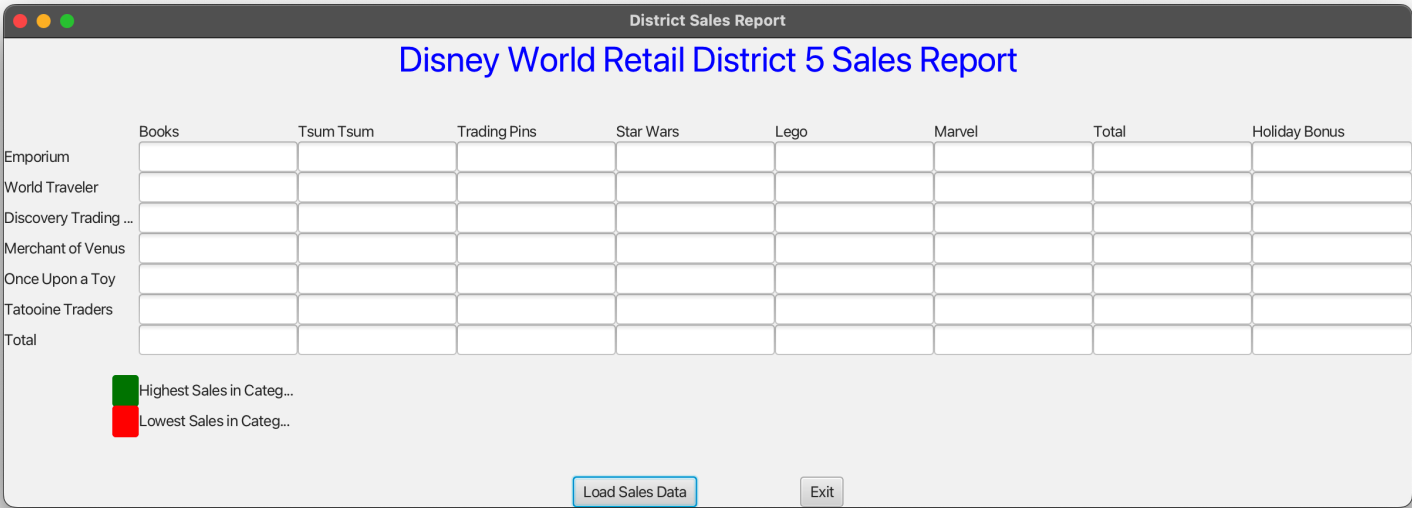 District Sales Report
Disney World Retail District 5 Sales Report
Books Tsum Tsum Trading Pins Star Wars Lego Marvel Total Holiday Bonus
Emporium
World Traveler
Discovery Trading ...
Merchant of Venus
Once Upon a Toy
Tatooine Traders
Total
Highest Sales in Categ...
Lowest Sales in Categ...
Load Sales Data Exit